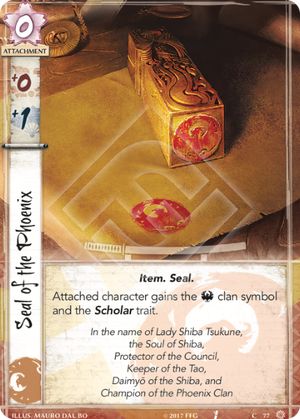 0
ATTACHMENT
+0
+1
Seal of the Phoenix
Item. Seal.
Attached character gains the clan symbol
and the Scholar trait.
In the name of Lady Shiba Tsukune,
the Soul of Shiba,
Protector of the Council,
Keeper of the Tao,
Daimyō of the Shiba, and
Champion of the Phoenix Clan
ILLUS. MAURO DAL BO
© 2017 FFG
C 77